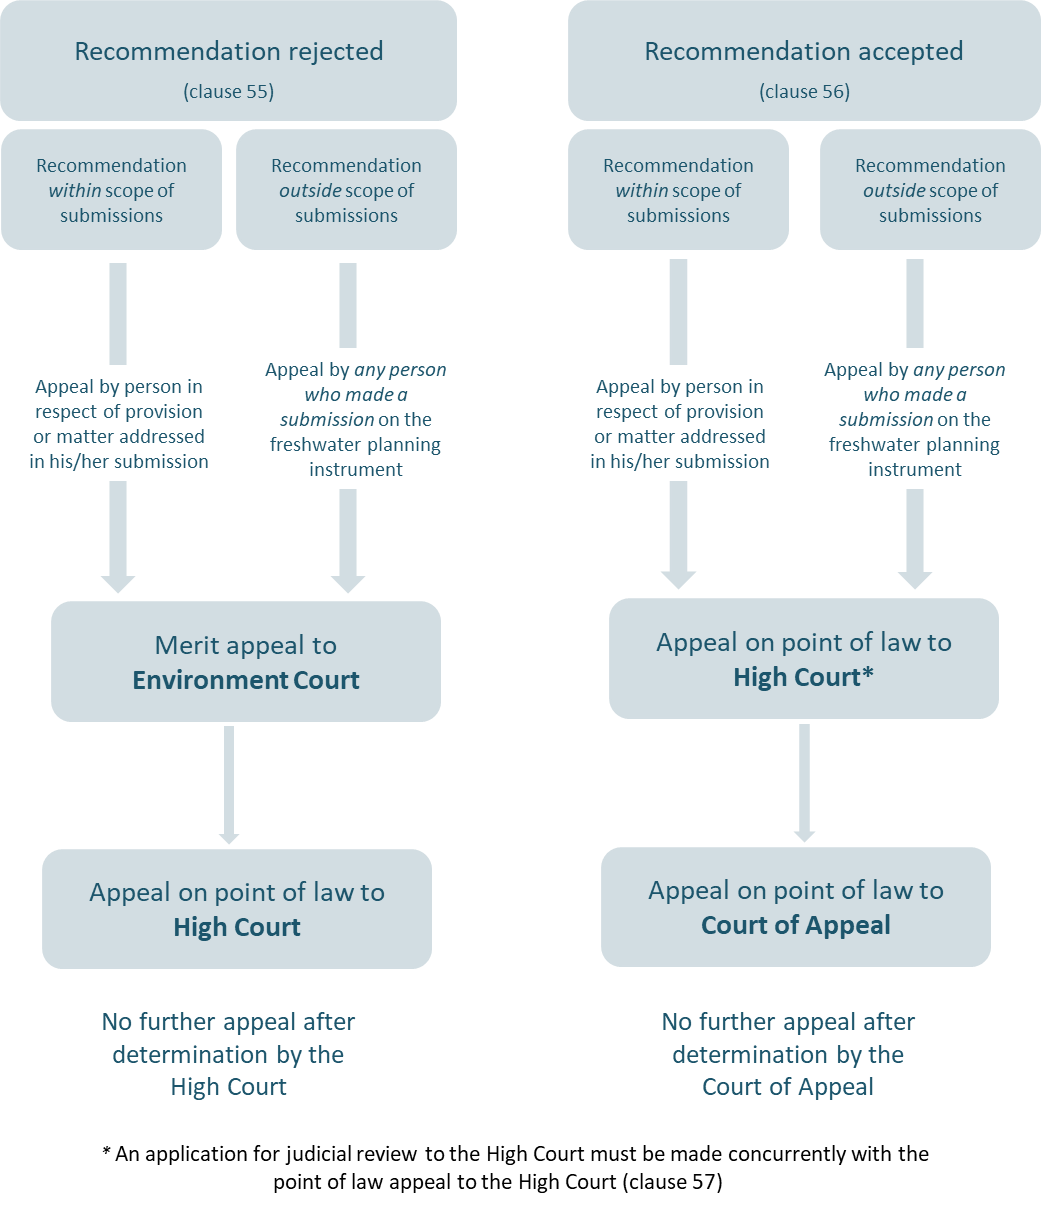 Recommendation rejected
(clause 55)
Recommendation accepted
(clause 56)
Recommendation
within scope of
submissions
Recommendation
outside scope of
submissions
Recommendation
within scope of
submissions
Recommendation
outside scope of
submissions
Appeal by person in
respect of provision
or matter addressed
in his/her submission
Appeal by any person
who made a
submission on the
freshwater planning
instrument
Appeal by person in
respect of provision
or matter addressed
in his/her submission
Appeal by any person
who made a
submission on the
freshwater planning
instrument
Merit appeal to
Environment Court
Appeal on point of law to
High Court*
Appeal on point of law to
High Court
Appeal on point of law to
Court of Appeal
No further appeal after
determination by the
High Court
No further appeal after
determination by the
Court of Appeal
* An application for judicial review to the High Court must be made concurrently with the
point of law appeal to the High Court (clause 57)